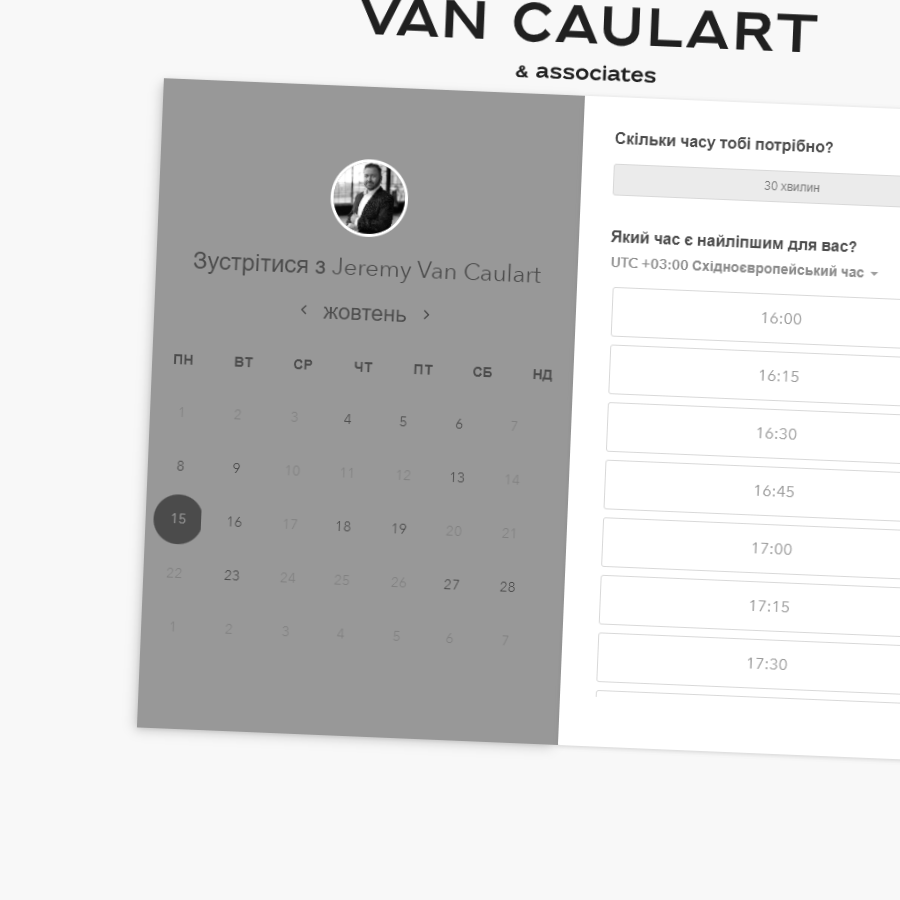 VAN CAULART
& associates
Зустрітися з Jeremy Van Caulart
жовтень
ПН ВТ СР ЧТ ПТ СБ НД
1 2 3 4 5 6 7
8 9 10 11 12 13 14
15 16 17 18 19 20 21
22 23 24 25 26 27 28
1 2 3 4 5 6 7
Скільки часу тобі потрібно?
30 хвилин
Який час є найліпшим для вас?
UTC +03:00 Східноєвропейський час
16:00
16:15
16:30
16:45
17:00
17:15
17:30